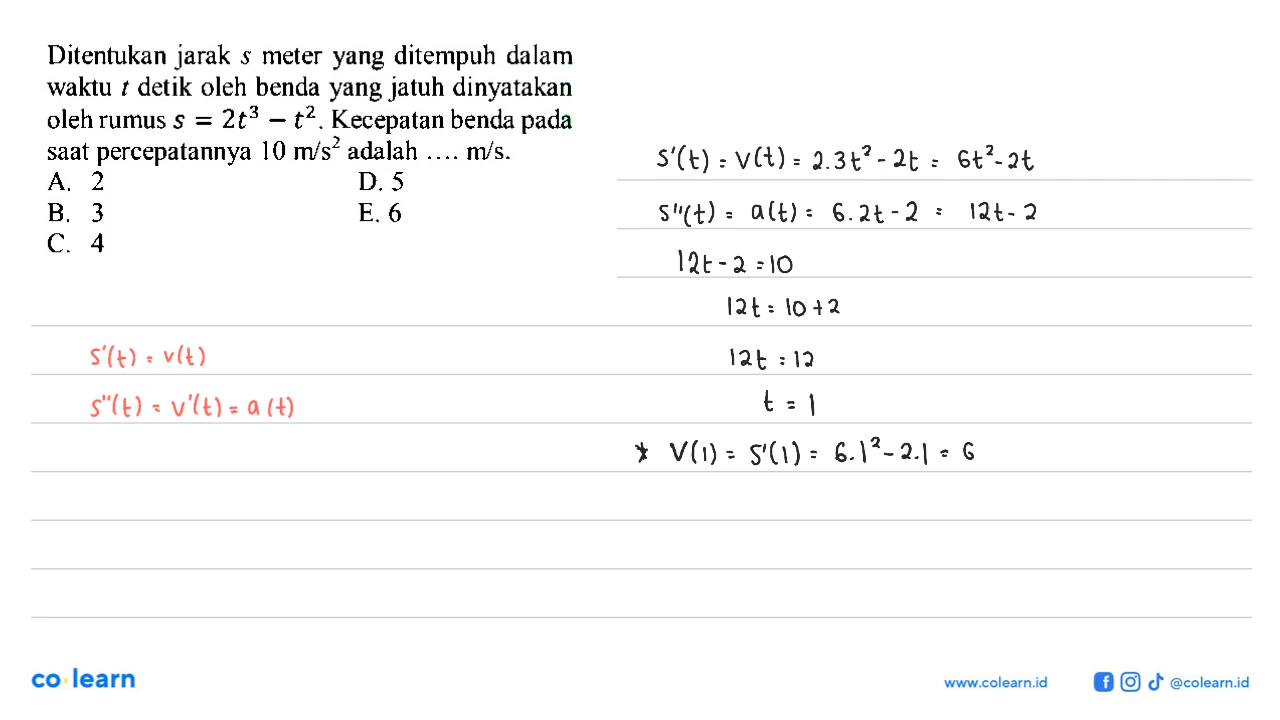 Ditentukan jarak s meter yang ditempuh dalam
waktu t detik oleh benda yang jatuh dinyatakan
oleh rumus s = 2t³ − t². Kecepatan benda pada
saat percepatannya 10 m/s² adalah .... m/s.
A. 2 D. 5
B. 3 E. 6
C. 4
s'(t) = v(t)
s"(t) = v'(t) = a(t)
s'(t) = v(t) = 2.3t² - 2t = 6t² - 2t
s"(t) = a(t) = 6.2t - 2 = 12t - 2
12t - 2 = 10
12t = 10 + 2
12t = 12
t = 1
* V(1) = s'(1) = 6.1² - 2.1 = 6
co learn
www.colearn.id
@colearn.id